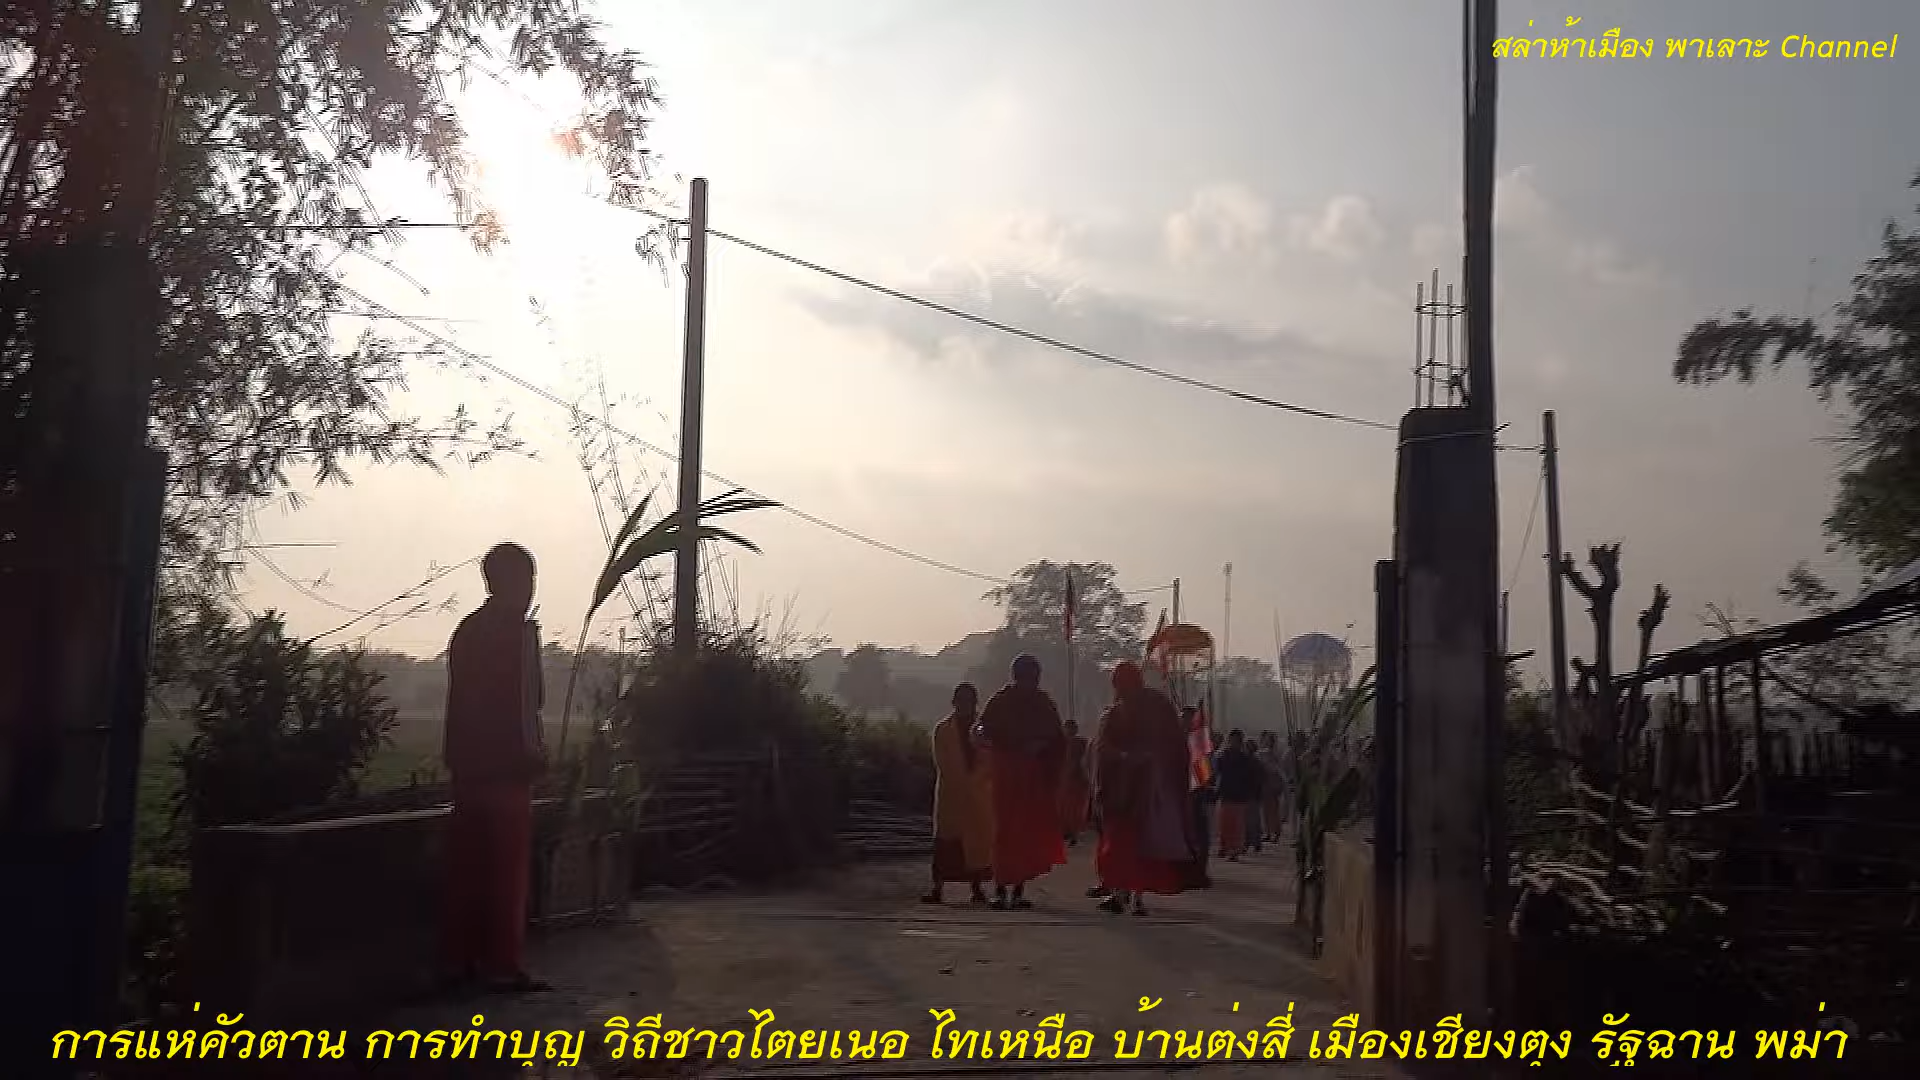 สล่าห้าเมือง พาเลาะ Channel
การแห่คัวตาน การทำบุญ วิถีชาวไตยเนอ ไทเหนือ บ้านต่งสี่ เมืองเชียงตุง รัฐฉาน พม่า